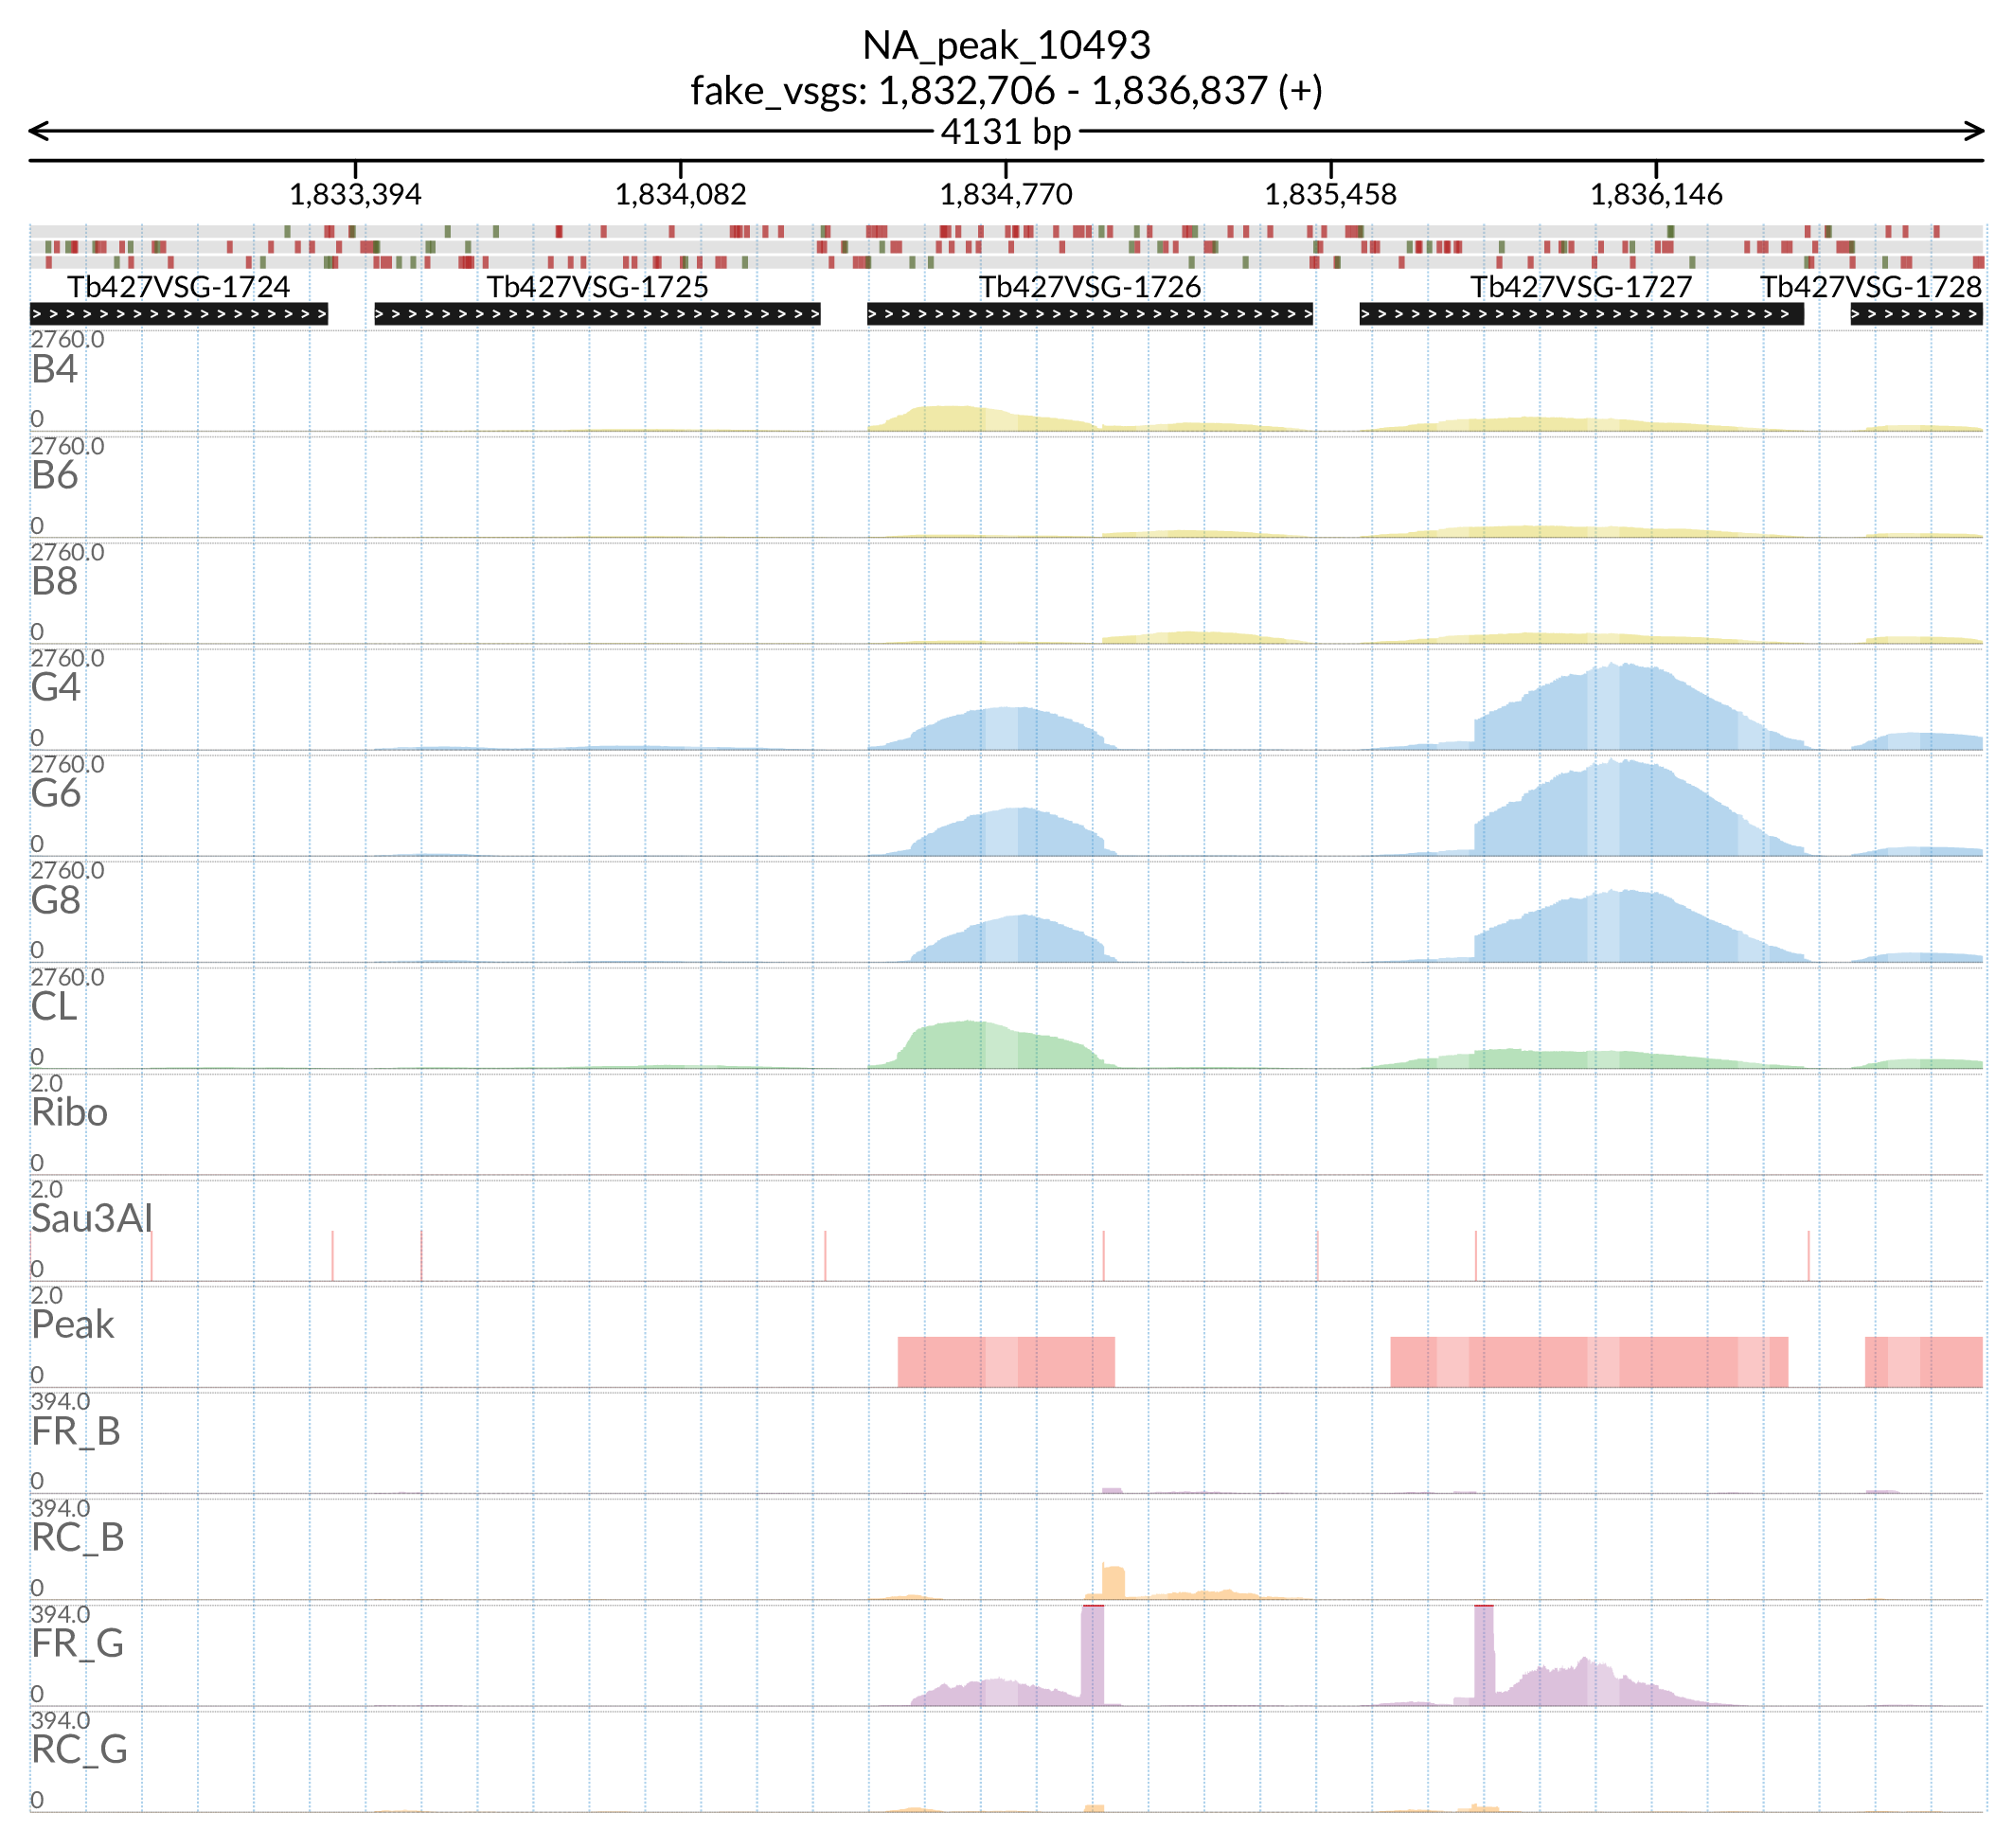 NA_peak_10493
fake_vsgs: 1,832,706 - 1,836,837 (+)
4131 bp
1,833,394 1,834,082 1,834,770 1,835,458 1,836,146
Tb427VSG-1724 Tb427VSG-1725 Tb427VSG-1726 Tb427VSG-1727 Tb427VSG-1728
2760.0
B4
0
2760.0
B6
0
2760.0
B8
0
2760.0
G4
0
2760.0
G6
0
2760.0
G8
0
2760.0
CL
0
2.0
Ribo
0
2.0
Sau3AI
0
2.0
Peak
0
394.0
FR_B
0
394.0
RC_B
0
394.0
FR_G
0
394.0
RC_G
0